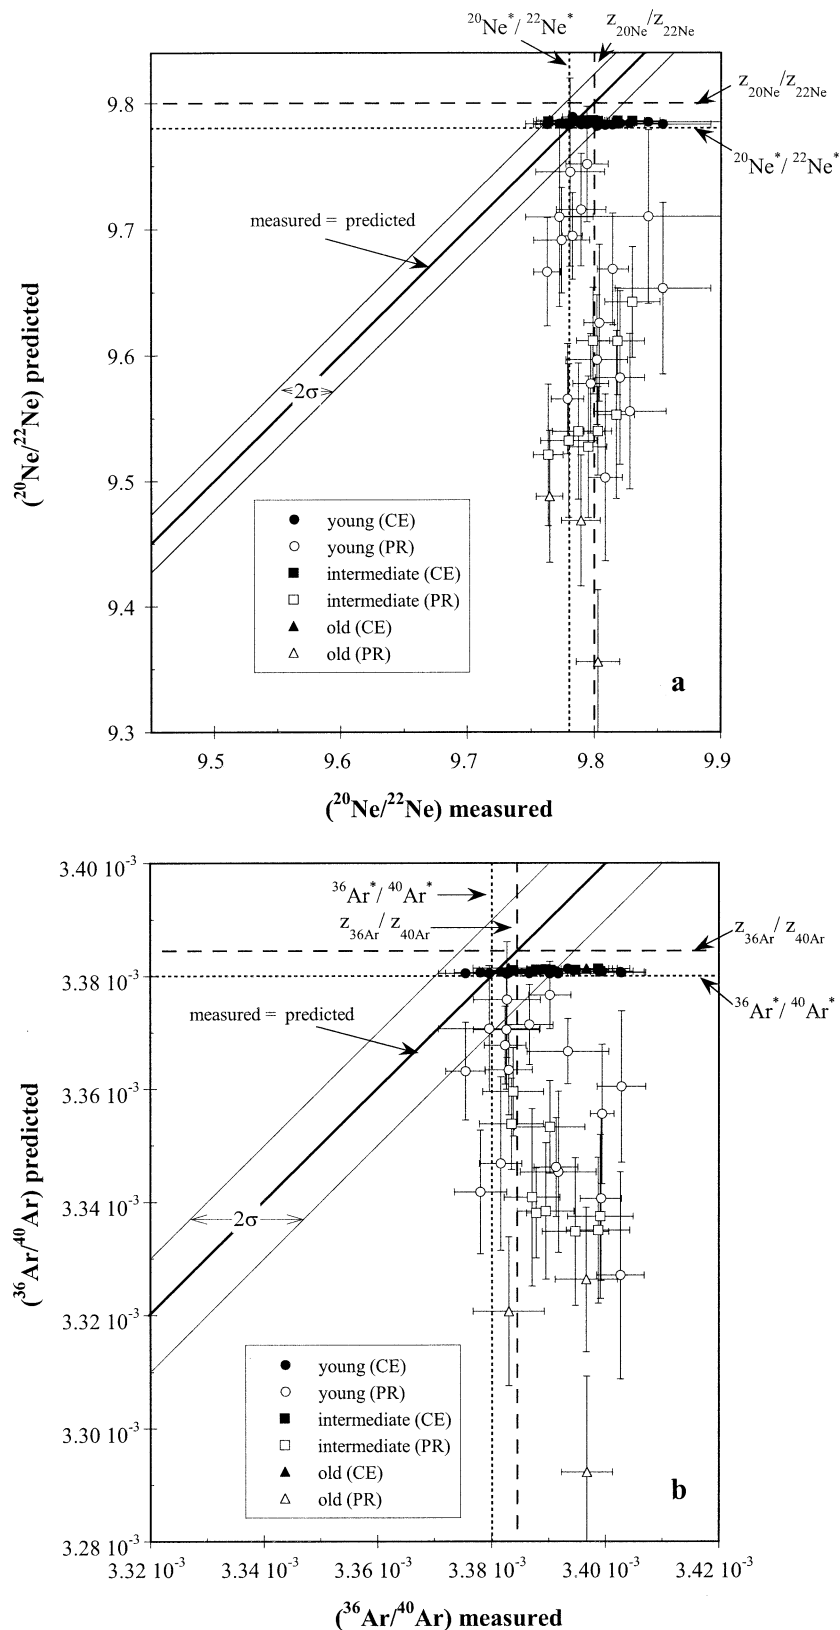 ²⁰Ne*/ ²²Ne*
z₂₀Ne/z₂₂Ne
z₂₀Ne/z₂₂Ne
²⁰Ne*/ ²²Ne*
measured = predicted
2σ
(²⁰Ne/²²Ne) predicted
9.8
9.7
9.6
9.5
9.4
9.3
young (CE)
young (PR)
intermediate (CE)
intermediate (PR)
old (CE)
old (PR)
a
9.5 9.6 9.7 9.8 9.9
(²⁰Ne/²²Ne) measured
³⁶Ar*/ ⁴⁰Ar*
z₃₆Ar/ z₄₀Ar
z₃₆Ar/ z₄₀Ar
³⁶Ar*/ ⁴⁰Ar*
measured = predicted
2σ
(³⁶Ar/⁴⁰Ar) predicted
3.40 10⁻³
3.38 10⁻³
3.36 10⁻³
3.34 10⁻³
3.32 10⁻³
3.30 10⁻³
3.28 10⁻³
young (CE)
young (PR)
intermediate (CE)
intermediate (PR)
old (CE)
old (PR)
b
3.32 10⁻³ 3.34 10⁻³ 3.36 10⁻³ 3.38 10⁻³ 3.40 10⁻³ 3.42 10⁻³
(³⁶Ar/⁴⁰Ar) measured